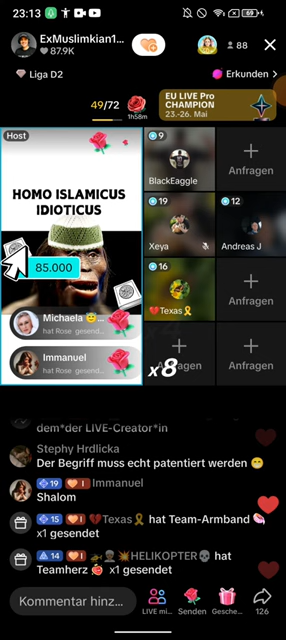 23:13
69
ExMuslimkian1...
87.9K
88
Liga D2
Erkunden >
49/72
1h58m
EU LIVE Pro
CHAMPION
23.-26. Mai
Host
HOMO ISLAMICUS
IDIOTICUS
85.000
Michaela
hat Rose gesend...
Immanuel
hat Rose gesend...
9
BlackEaggle
Anfragen
19
Xeya
12
Andreas J
16
Texas
Anfragen
x8
Anfragen
Anfragen
dem*der LIVE-Creator*in
Stephy Hrdlicka
Der Begriff muss echt patentiert werden 😁
19 1 Immanuel
Shalom
15 1 💔Texas🎗 hat Team-Armband
x1 gesendet
14 1 HELIKOPTER hat
Teamherz x1 gesendet
Kommentar hinz...
LIVE mi...
Senden
Gesche...
126